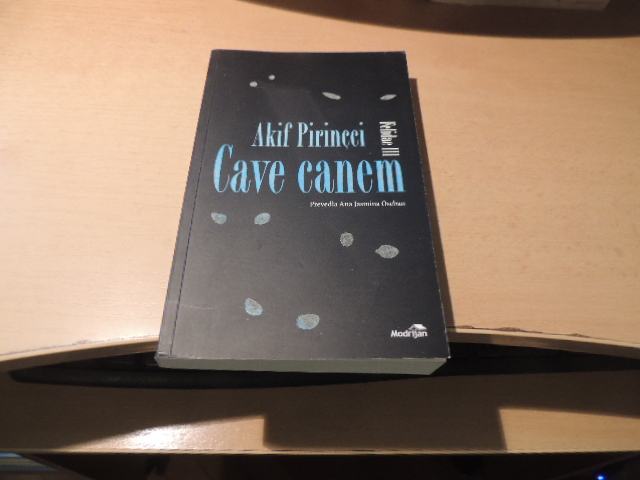 Akif Pirinçci
Felidae III
Cave canem
Prevedla Ana Jasmina Oseban
Modrijan